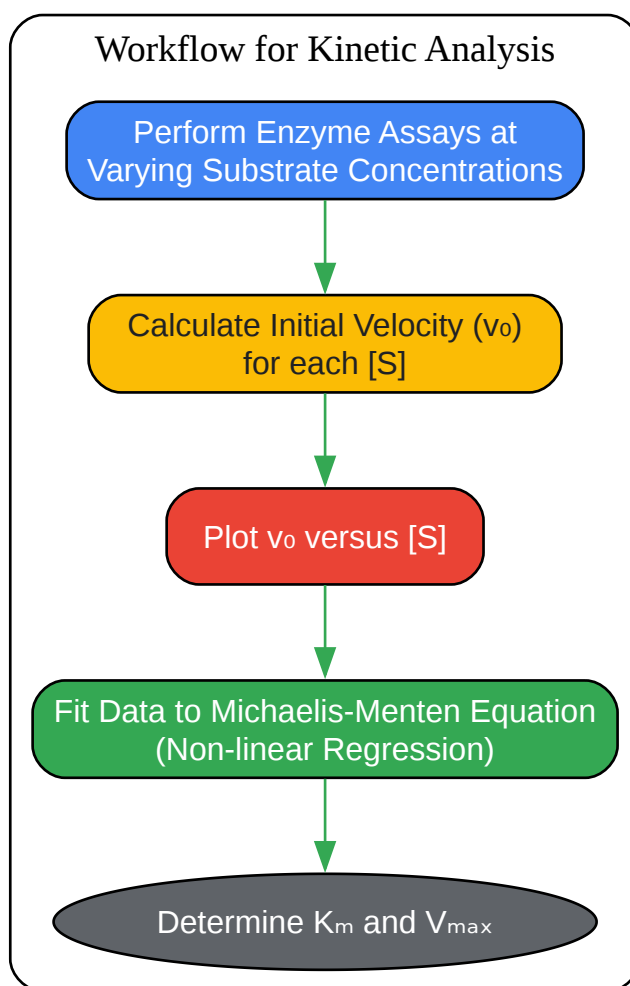 Workflow for Kinetic Analysis
Perform Enzyme Assays at
Varying Substrate Concentrations
Calculate Initial Velocity (v₀)
for each [S]
Plot v₀ versus [S]
Fit Data to Michaelis-Menten Equation
(Non-linear Regression)
Determine Kₘ and Vₘₐₓ